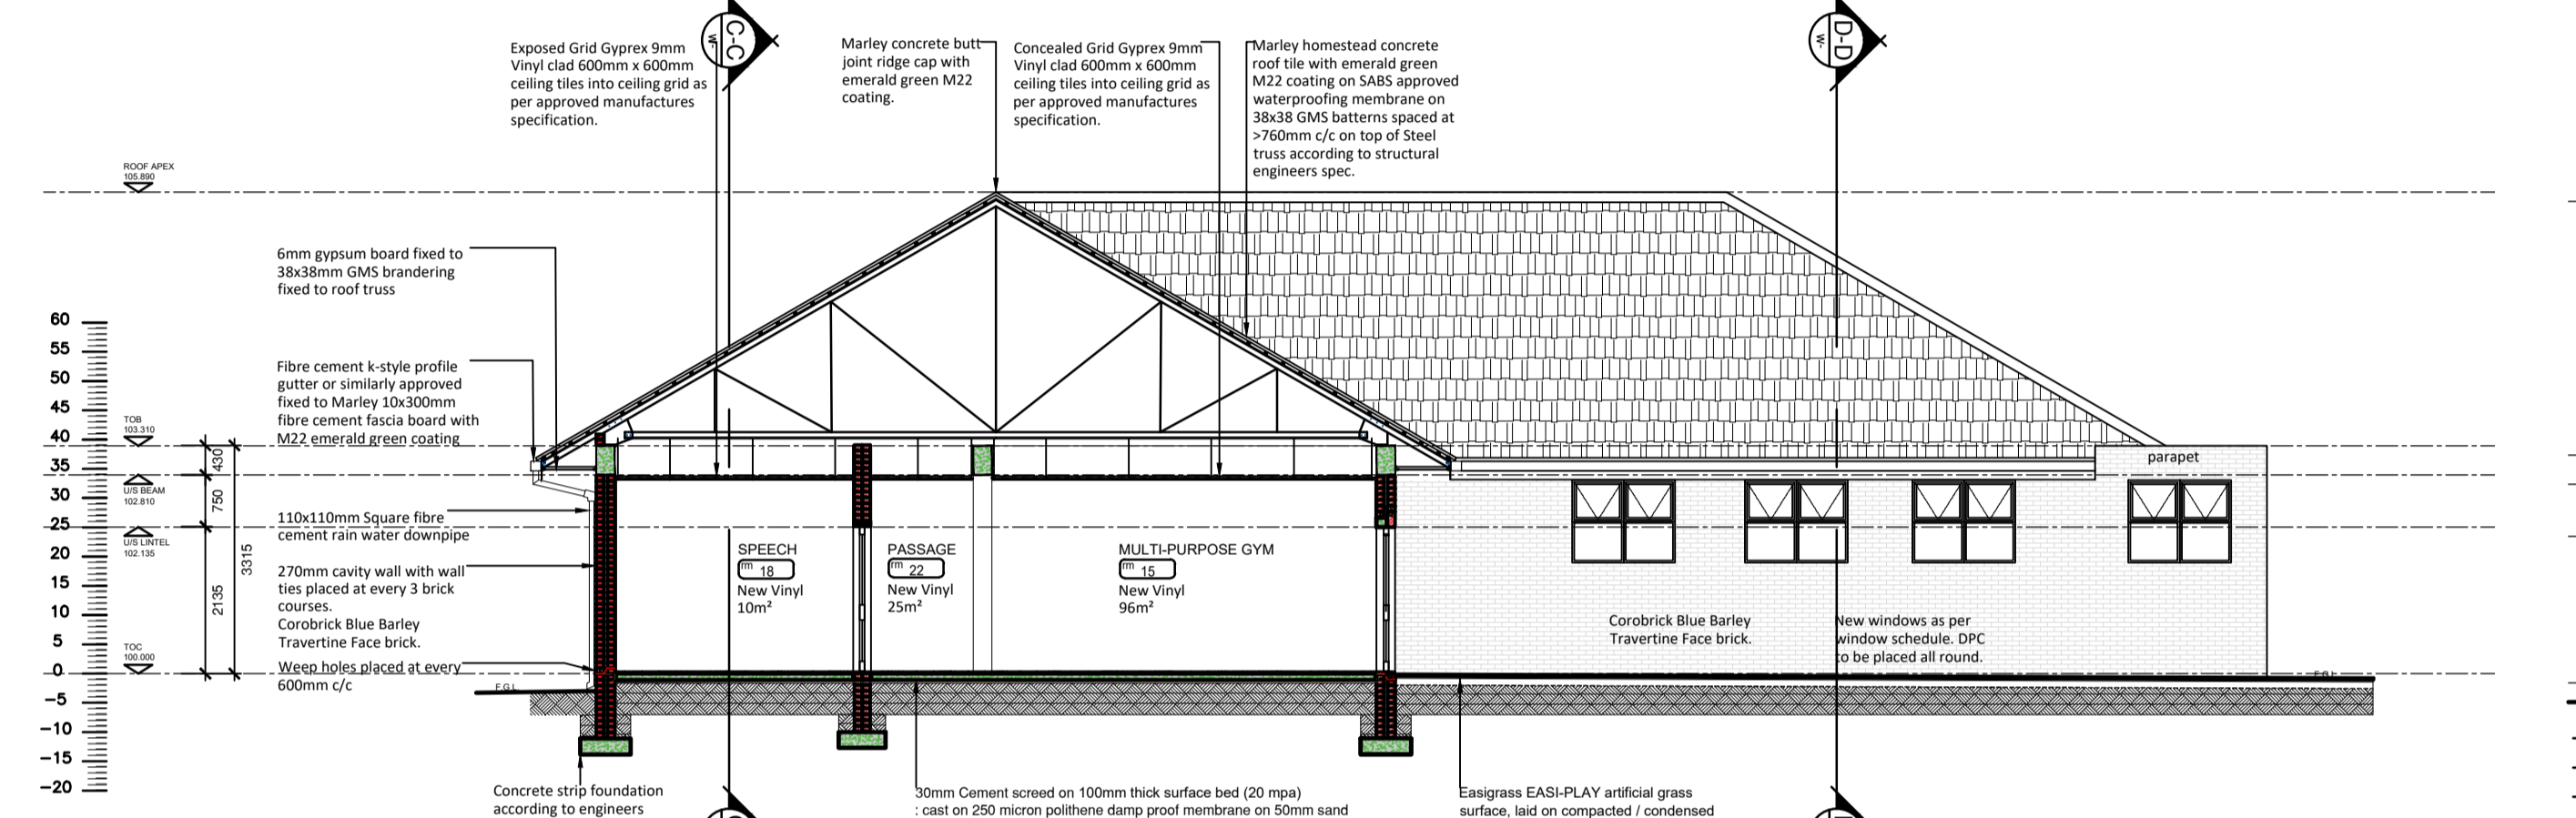 C-C
W-
D-D
W-
Exposed Grid Gyprex 9mm
Vinyl clad 600mm x 600mm
ceiling tiles into ceiling grid as
per approved manufactures
specification.
Marley concrete butt
joint ridge cap with
emerald green M22
coating.
Concealed Grid Gyprex 9mm
Vinyl clad 600mm x 600mm
ceiling tiles into ceiling grid as
per approved manufactures
specification.
Marley homestead concrete
roof tile with emerald green
M22 coating on SABS approved
waterproofing membrane on
38x38 GMS batterns spaced at
>760mm c/c on top of Steel
truss according to structural
engineers spec.
ROOF APEX
105.890
6mm gypsum board fixed to
38x38mm GMS brandering
fixed to roof truss
Fibre cement k-style profile
gutter or similarly approved
fixed to Marley 10x300mm
fibre cement fascia board with
M22 emerald green coating
60
55
50
45
40
35
30
25
20
15
10
5
0
-5
-10
-15
-20
TOB
103.310
U/S BEAM
102.810
U/S LINTEL
102.135
TOC
100.000
430
750
2135
3315
110x110mm Square fibre
cement rain water downpipe
270mm cavity wall with wall
ties placed at every 3 brick
courses.
Corobrick Blue Barley
Travertine Face brick.
Weep holes placed at every
600mm c/c
F.G.L
SPEECH
rm 18
New Vinyl
10m²
PASSAGE
rm 22
New Vinyl
25m²
MULTI-PURPOSE GYM
rm 15
New Vinyl
96m²
parapet
Corobrick Blue Barley
Travertine Face brick.
New windows as per
window schedule. DPC
to be placed all round.
F.G.L
Concrete strip foundation
according to engineers
30mm Cement screed on 100mm thick surface bed (20 mpa)
: cast on 250 micron polithene damp proof membrane on 50mm sand
Easigrass EASI-PLAY artificial grass
surface, laid on compacted / condensed